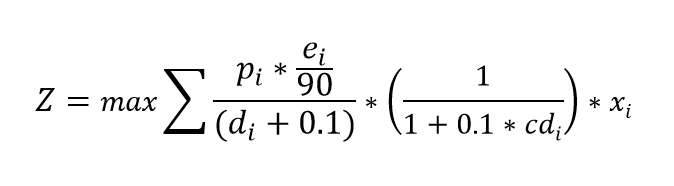 Z = max ∑ (p_i * e_i/90)/((d_i + 0.1)) * (1/(1 + 0.1 * cd_i)) * x_i